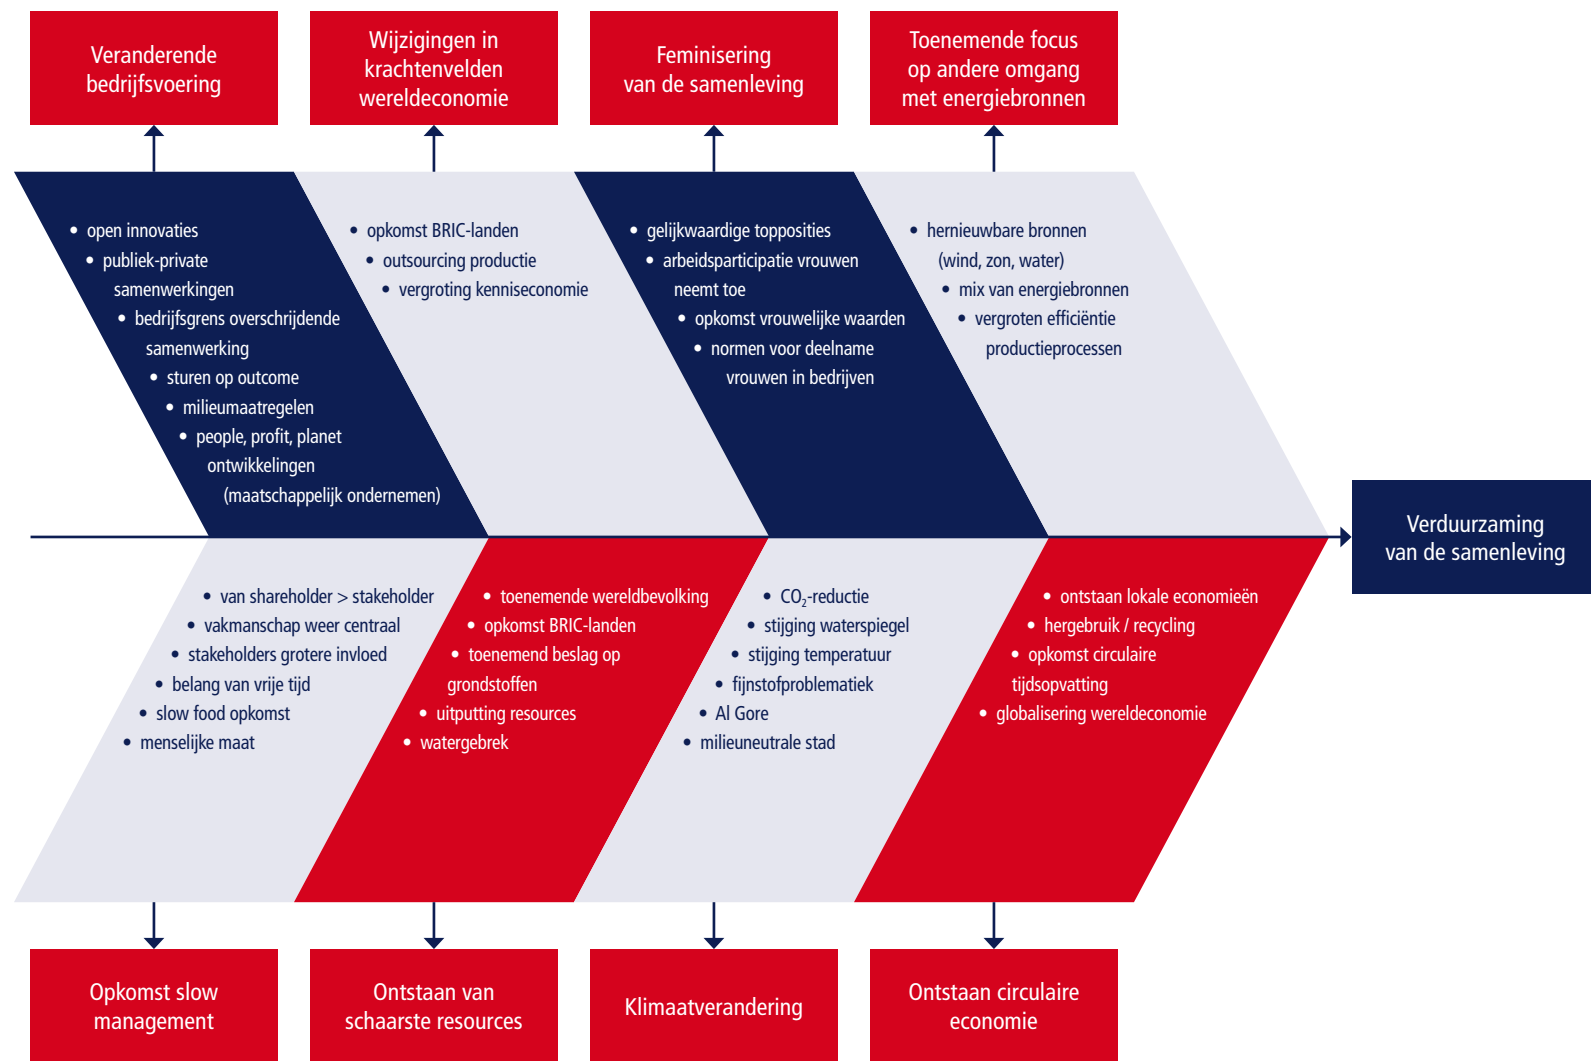 Veranderende
bedrijfsvoering
Wijzigingen in
krachtenvelden
wereldeconomie
Feminisering
van de samenleving
Toenemende focus
op andere omgang
met energiebronnen
• open innovaties
• publiek-private
samenwerkingen
• bedrijfsgrens overschrijdende
samenwerking
• sturen op outcome
• milieumaatregelen
• people, profit, planet
ontwikkelingen
(maatschappelijk ondernemen)
• opkomst BRIC-landen
• outsourcing productie
• vergroting kenniseconomie
• gelijkwaardige topposities
• arbeidsparticipatie vrouwen
neemt toe
• opkomst vrouwelijke waarden
• normen voor deelname
vrouwen in bedrijven
• hernieuwbare bronnen
(wind, zon, water)
• mix van energiebronnen
• vergroten efficiëntie
productieprocessen
Verduurzaming
van de samenleving
• van shareholder > stakeholder
• vakmanschap weer centraal
• stakeholders grotere invloed
• belang van vrije tijd
• slow food opkomst
• menselijke maat
• toenemende wereldbevolking
• opkomst BRIC-landen
• toenemend beslag op
grondstoffen
• uitputting resources
• watergebrek
• CO₂-reductie
• stijging waterspiegel
• stijging temperatuur
• fijnstofproblematiek
• Al Gore
• milieuneutrale stad
• ontstaan lokale economieën
• hergebruik / recycling
• opkomst circulaire
tijdsopvatting
• globalisering wereldeconomie
Opkomst slow
management
Ontstaan van
schaarste resources
Klimaatverandering
Ontstaan circulaire
economie